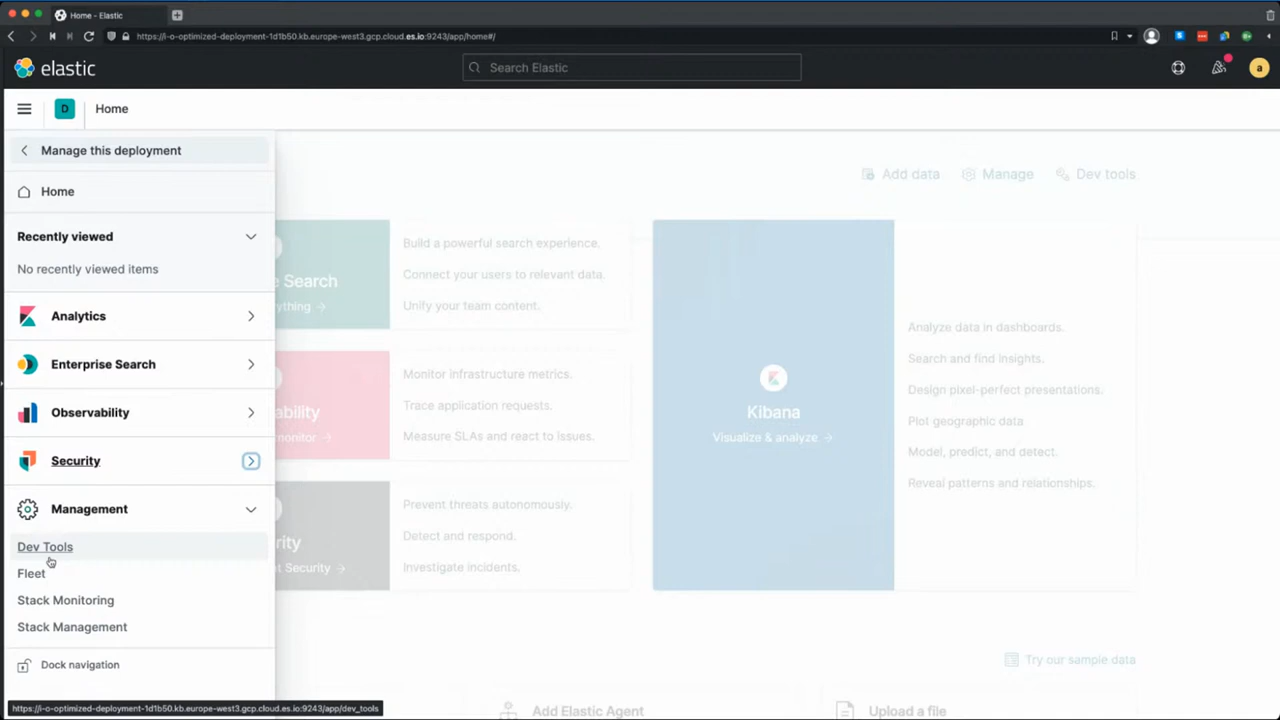 Home - Elastic
https://i-o-optimized-deployment-1d1b50.kb.europe-west3.gcp.cloud.es.io:9243/app/home#/
elastic
Search Elastic
a
D
Home
Manage this deployment
Home
Recently viewed
No recently viewed items
Analytics
Enterprise Search
Observability
Security
Management
Dev Tools
Fleet
Stack Monitoring
Stack Management
Dock navigation
Add data
Manage
Dev tools
e Search
ything →
Build a powerful search experience.
Connect your users to relevant data.
Unify your team content.
ability
monitor →
Monitor infrastructure metrics.
Trace application requests.
Measure SLAs and react to issues.
rity
t Security →
Prevent threats autonomously.
Detect and respond.
Investigate incidents.
Kibana
Visualize & analyze →
Analyze data in dashboards.
Search and find insights.
Design pixel-perfect presentations.
Plot geographic data
Model, predict, and detect.
Reveal patterns and relationships.
Try our sample data
Add Elastic Agent
Upload a file
https://i-o-optimized-deployment-1d1b50.kb.europe-west3.gcp.cloud.es.io:9243/app/dev_tools